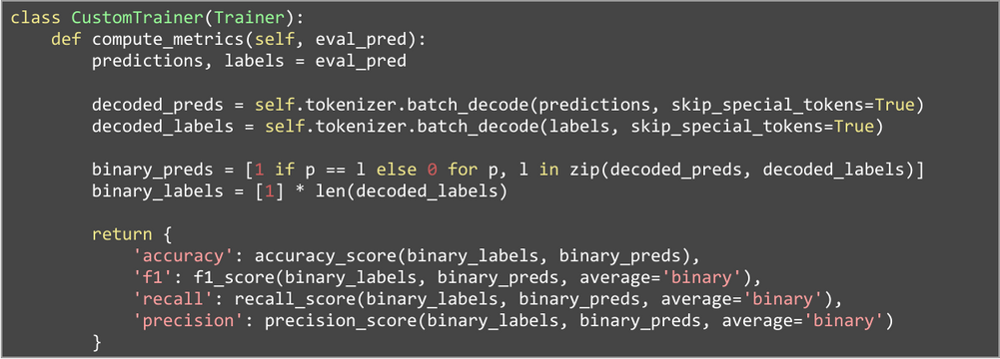 class CustomTrainer(Trainer):
    def compute_metrics(self, eval_pred):
        predictions, labels = eval_pred

        decoded_preds = self.tokenizer.batch_decode(predictions, skip_special_tokens=True)
        decoded_labels = self.tokenizer.batch_decode(labels, skip_special_tokens=True)

        binary_preds = [1 if p == l else 0 for p, l in zip(decoded_preds, decoded_labels)]
        binary_labels = [1] * len(decoded_labels)

        return {
            'accuracy': accuracy_score(binary_labels, binary_preds),
            'f1': f1_score(binary_labels, binary_preds, average='binary'),
            'recall': recall_score(binary_labels, binary_preds, average='binary'),
            'precision': precision_score(binary_labels, binary_preds, average='binary')
        }